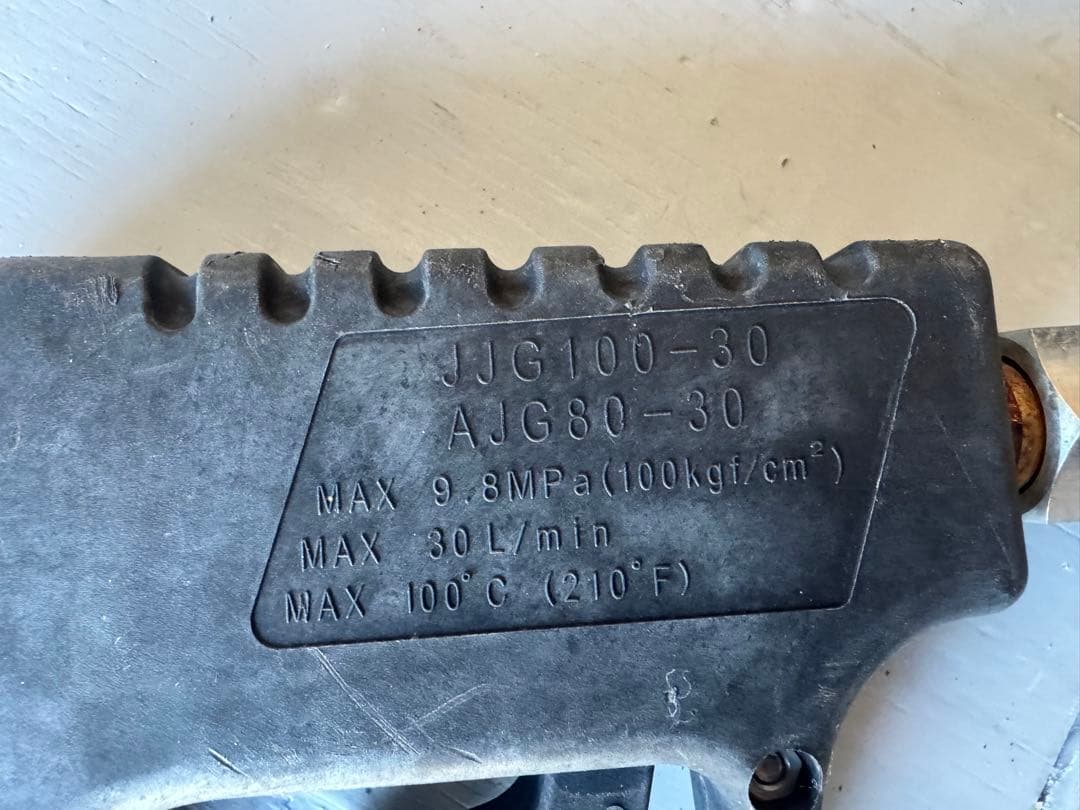 JJG100-30
AJG80-30
MAX 9.8MPa(100kgf/cm²)
MAX 30L/min
MAX 100°C (210°F)